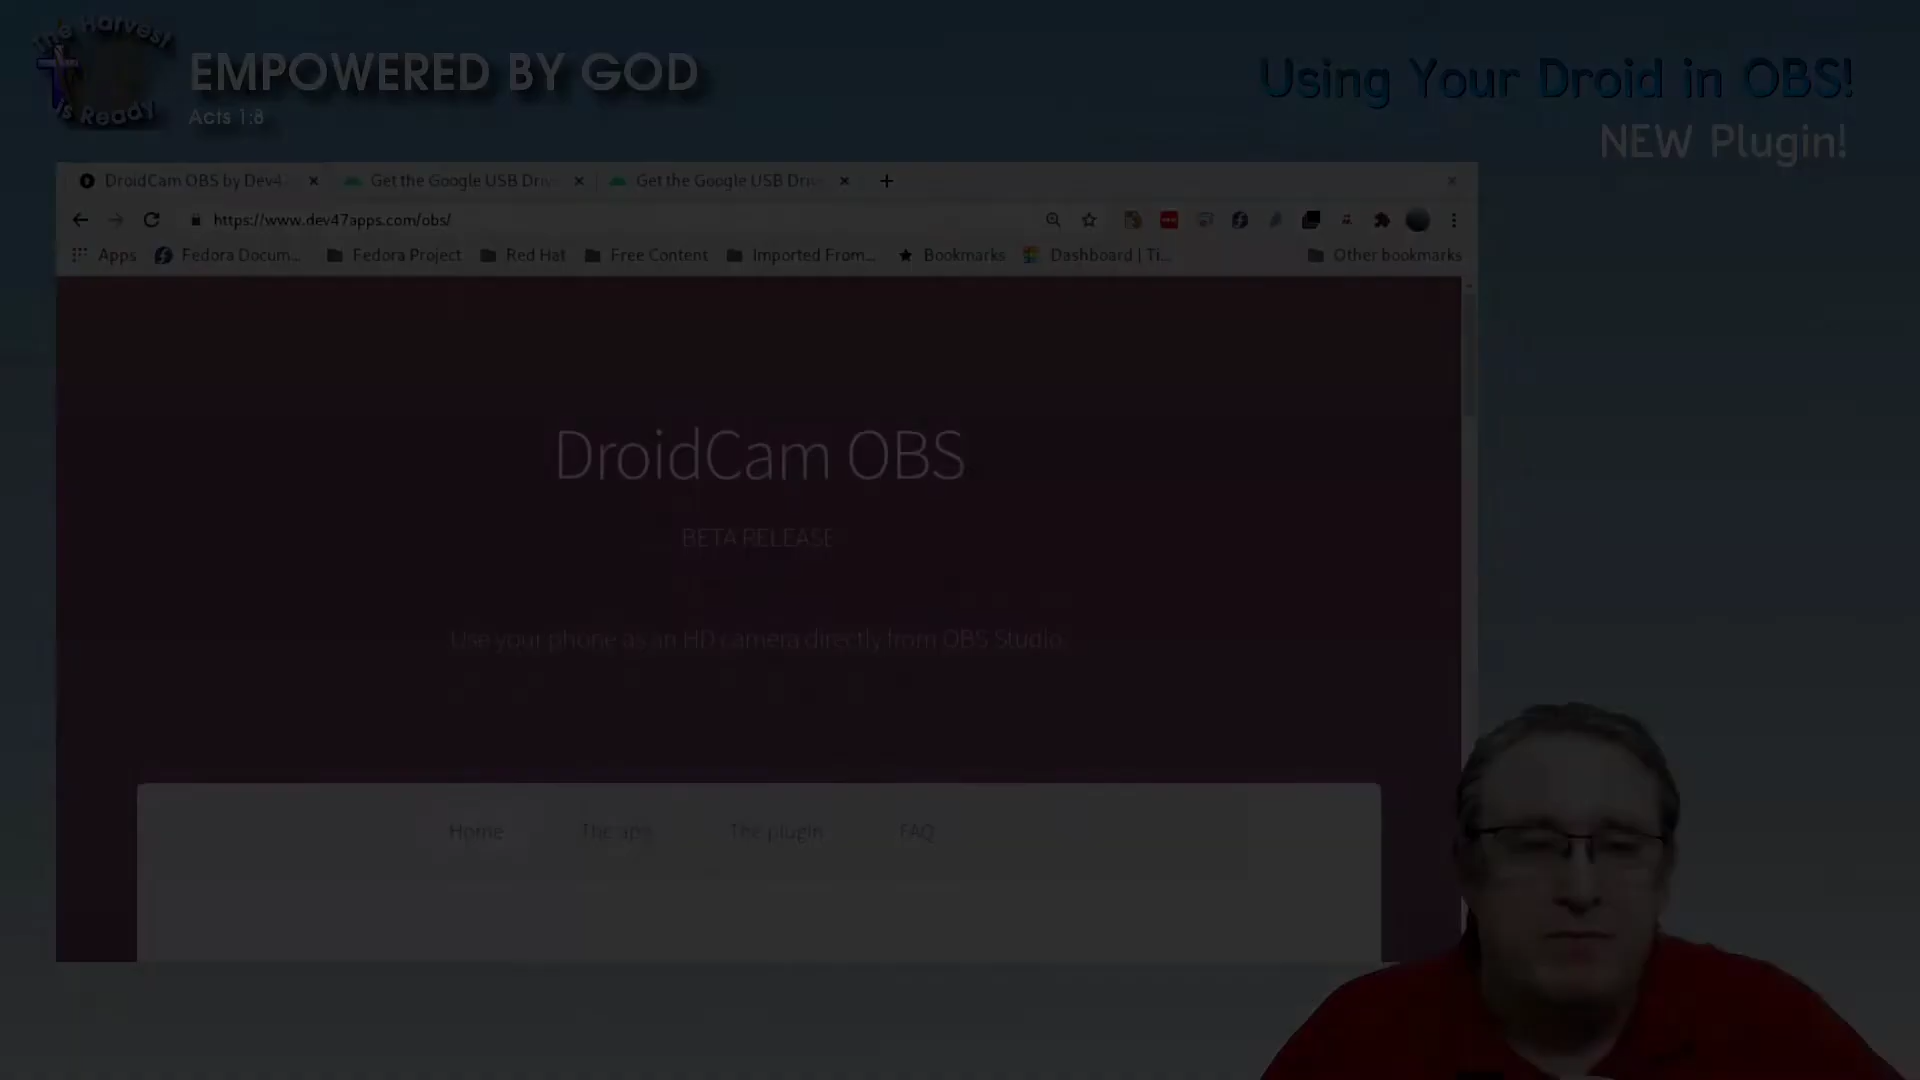 The Harvest
is Ready
EMPOWERED BY GOD
Acts 1:8
Using Your Droid in OBS!
NEW Plugin!
DroidCam OBS by Dev4
Get the Google USB Driv
Get the Google USB Driv
https://www.dev47apps.com/obs/
Apps
Fedora Docum...
Fedora Project
Red Hat
Free Content
Imported From...
Bookmarks
Dashboard | Ti...
Other bookmarks
DroidCam OBS
BETA RELEASE
Use your phone as an HD camera directly from OBS Studio
Home
The app
The plugin
FAQ